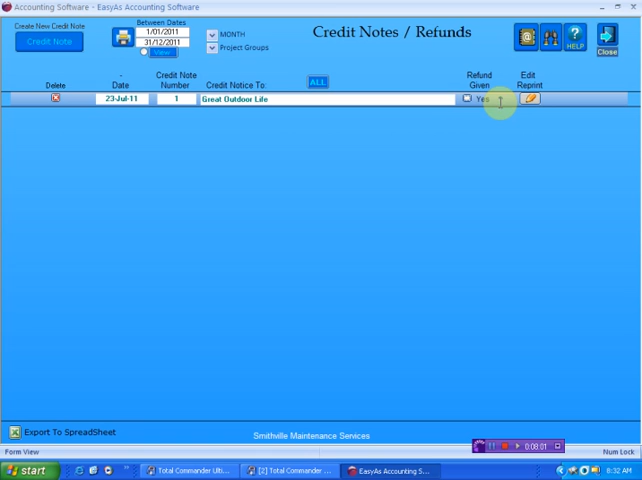 Accounting Software - EasyAs Accounting Software
Create New Credit Note
Credit Note
Between Dates
1/01/2011
31/12/2011
View
MONTH
Project Groups
Credit Notes / Refunds
HELP
Close
Delete
- Date
Credit Note Number
Credit Notice To:
ALL
Refund Given
Edit Reprint
23-Jul-11
1
Great Outdoor Life
Yes
Export To SpreadSheet
Smithville Maintenance Services
0:08:01
Form View
Num Lock
start
Total Commander Ulti...
[2] Total Commander ...
EasyAs Accounting S...
8:32 AM